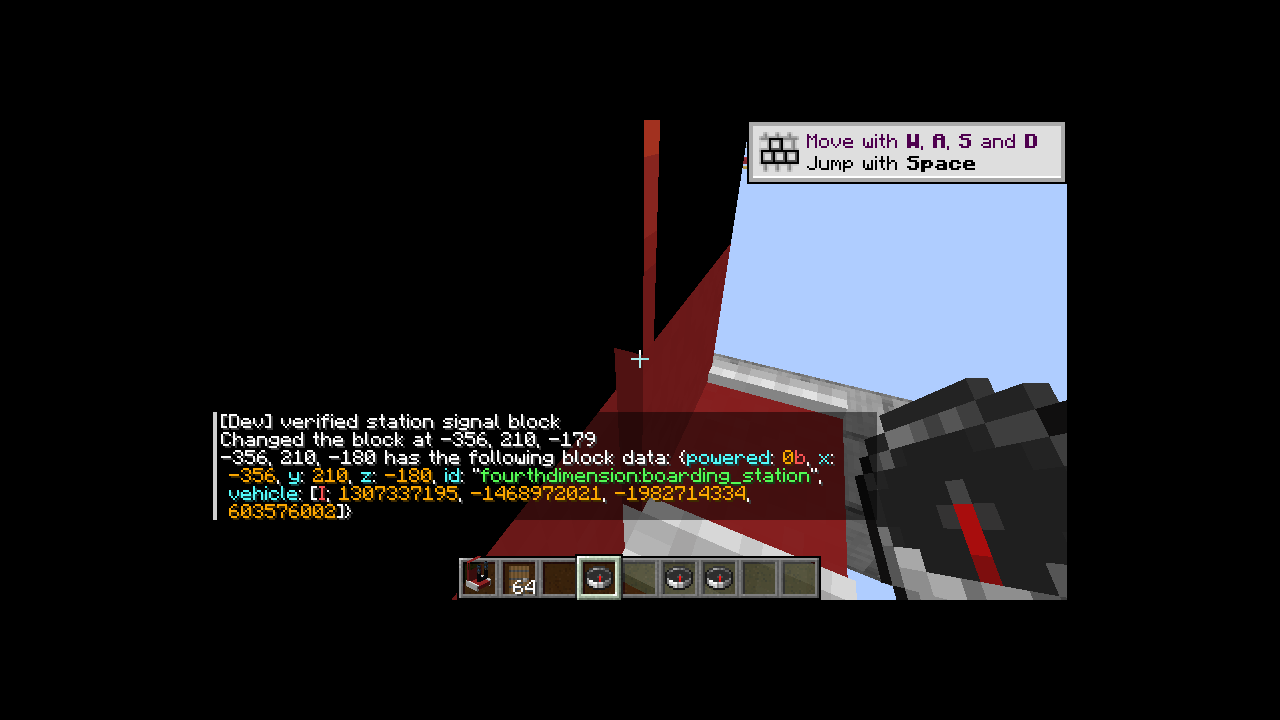 Move with W, A, S and D
Jump with Space
[Dev] verified station signal block
Changed the block at -356, 210, -179
-356, 210, -180 has the following block data: {powered: 0b, x:
-356, y: 210, z: -180, id: "fourthdimension:boarding_station",
vehicle: [I; 1307337195, -1468972021, -1982714334,
603576002]}
64